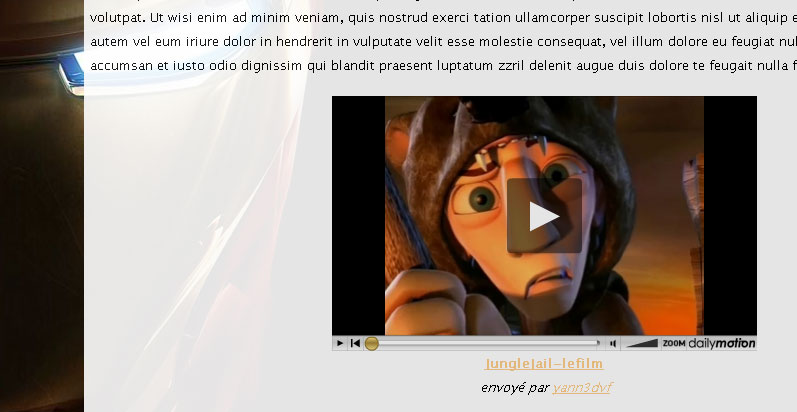 volutpat. Ut wisi enim ad minim veniam, quis nostrud exerci tation ullamcorper suscipit lobortis nisl ut aliquip
autem vel eum iriure dolor in hendrerit in vulputate velit esse molestie consequat, vel illum dolore eu feugiat
accumsan et iusto odio dignissim qui blandit praesent luptatum zzril delenit augue duis dolore te feugait nulla
ZOOM dailymotion
JungleJail-lefilm
envoyé par yann3dvf